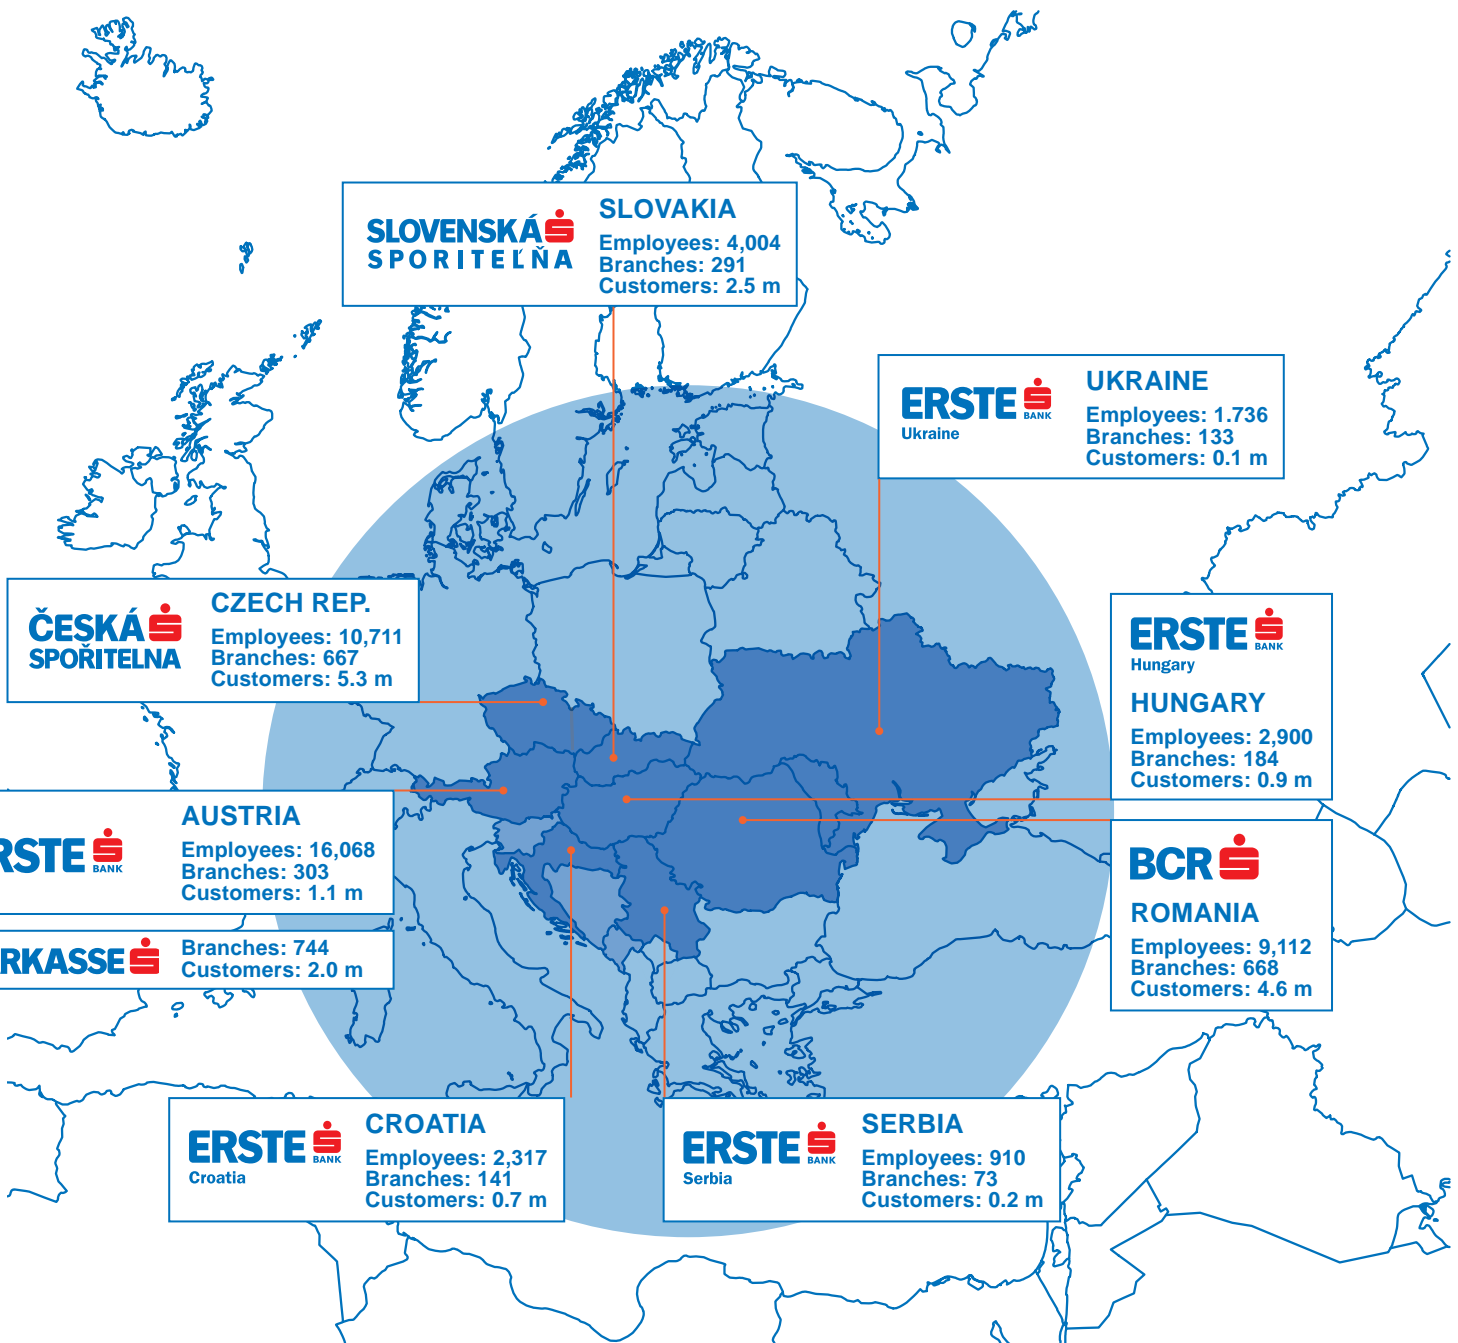 SLOVENSKÁ
SPORITEĽŇA
SLOVAKIA
Employees: 4,004
Branches: 291
Customers: 2.5 m
ERSTE
BANK
Ukraine
UKRAINE
Employees: 1.736
Branches: 133
Customers: 0.1 m
ČESKÁ
SPOŘITELNA
CZECH REP.
Employees: 10,711
Branches: 667
Customers: 5.3 m
ERSTE
BANK
Hungary
HUNGARY
Employees: 2,900
Branches: 184
Customers: 0.9 m
RSTE
BANK
AUSTRIA
Employees: 16,068
Branches: 303
Customers: 1.1 m
RKASSE
Branches: 744
Customers: 2.0 m
BCR
ROMANIA
Employees: 9,112
Branches: 668
Customers: 4.6 m
ERSTE
BANK
Croatia
CROATIA
Employees: 2,317
Branches: 141
Customers: 0.7 m
ERSTE
BANK
Serbia
SERBIA
Employees: 910
Branches: 73
Customers: 0.2 m